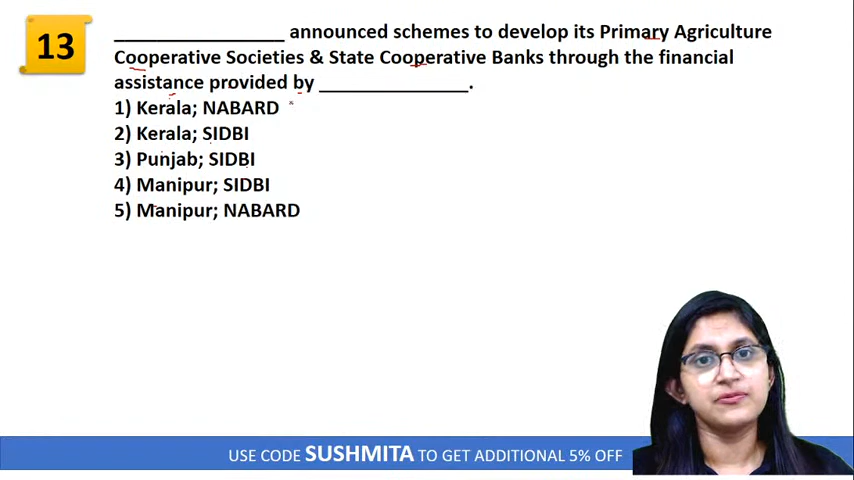 13
________________ announced schemes to develop its Primary Agriculture
Cooperative Societies & State Cooperative Banks through the financial
assistance provided by ______________.
1) Kerala; NABARD
2) Kerala; SIDBI
3) Punjab; SIDBI
4) Manipur; SIDBI
5) Manipur; NABARD
USE CODE SUSHMITA TO GET ADDITIONAL 5% OFF